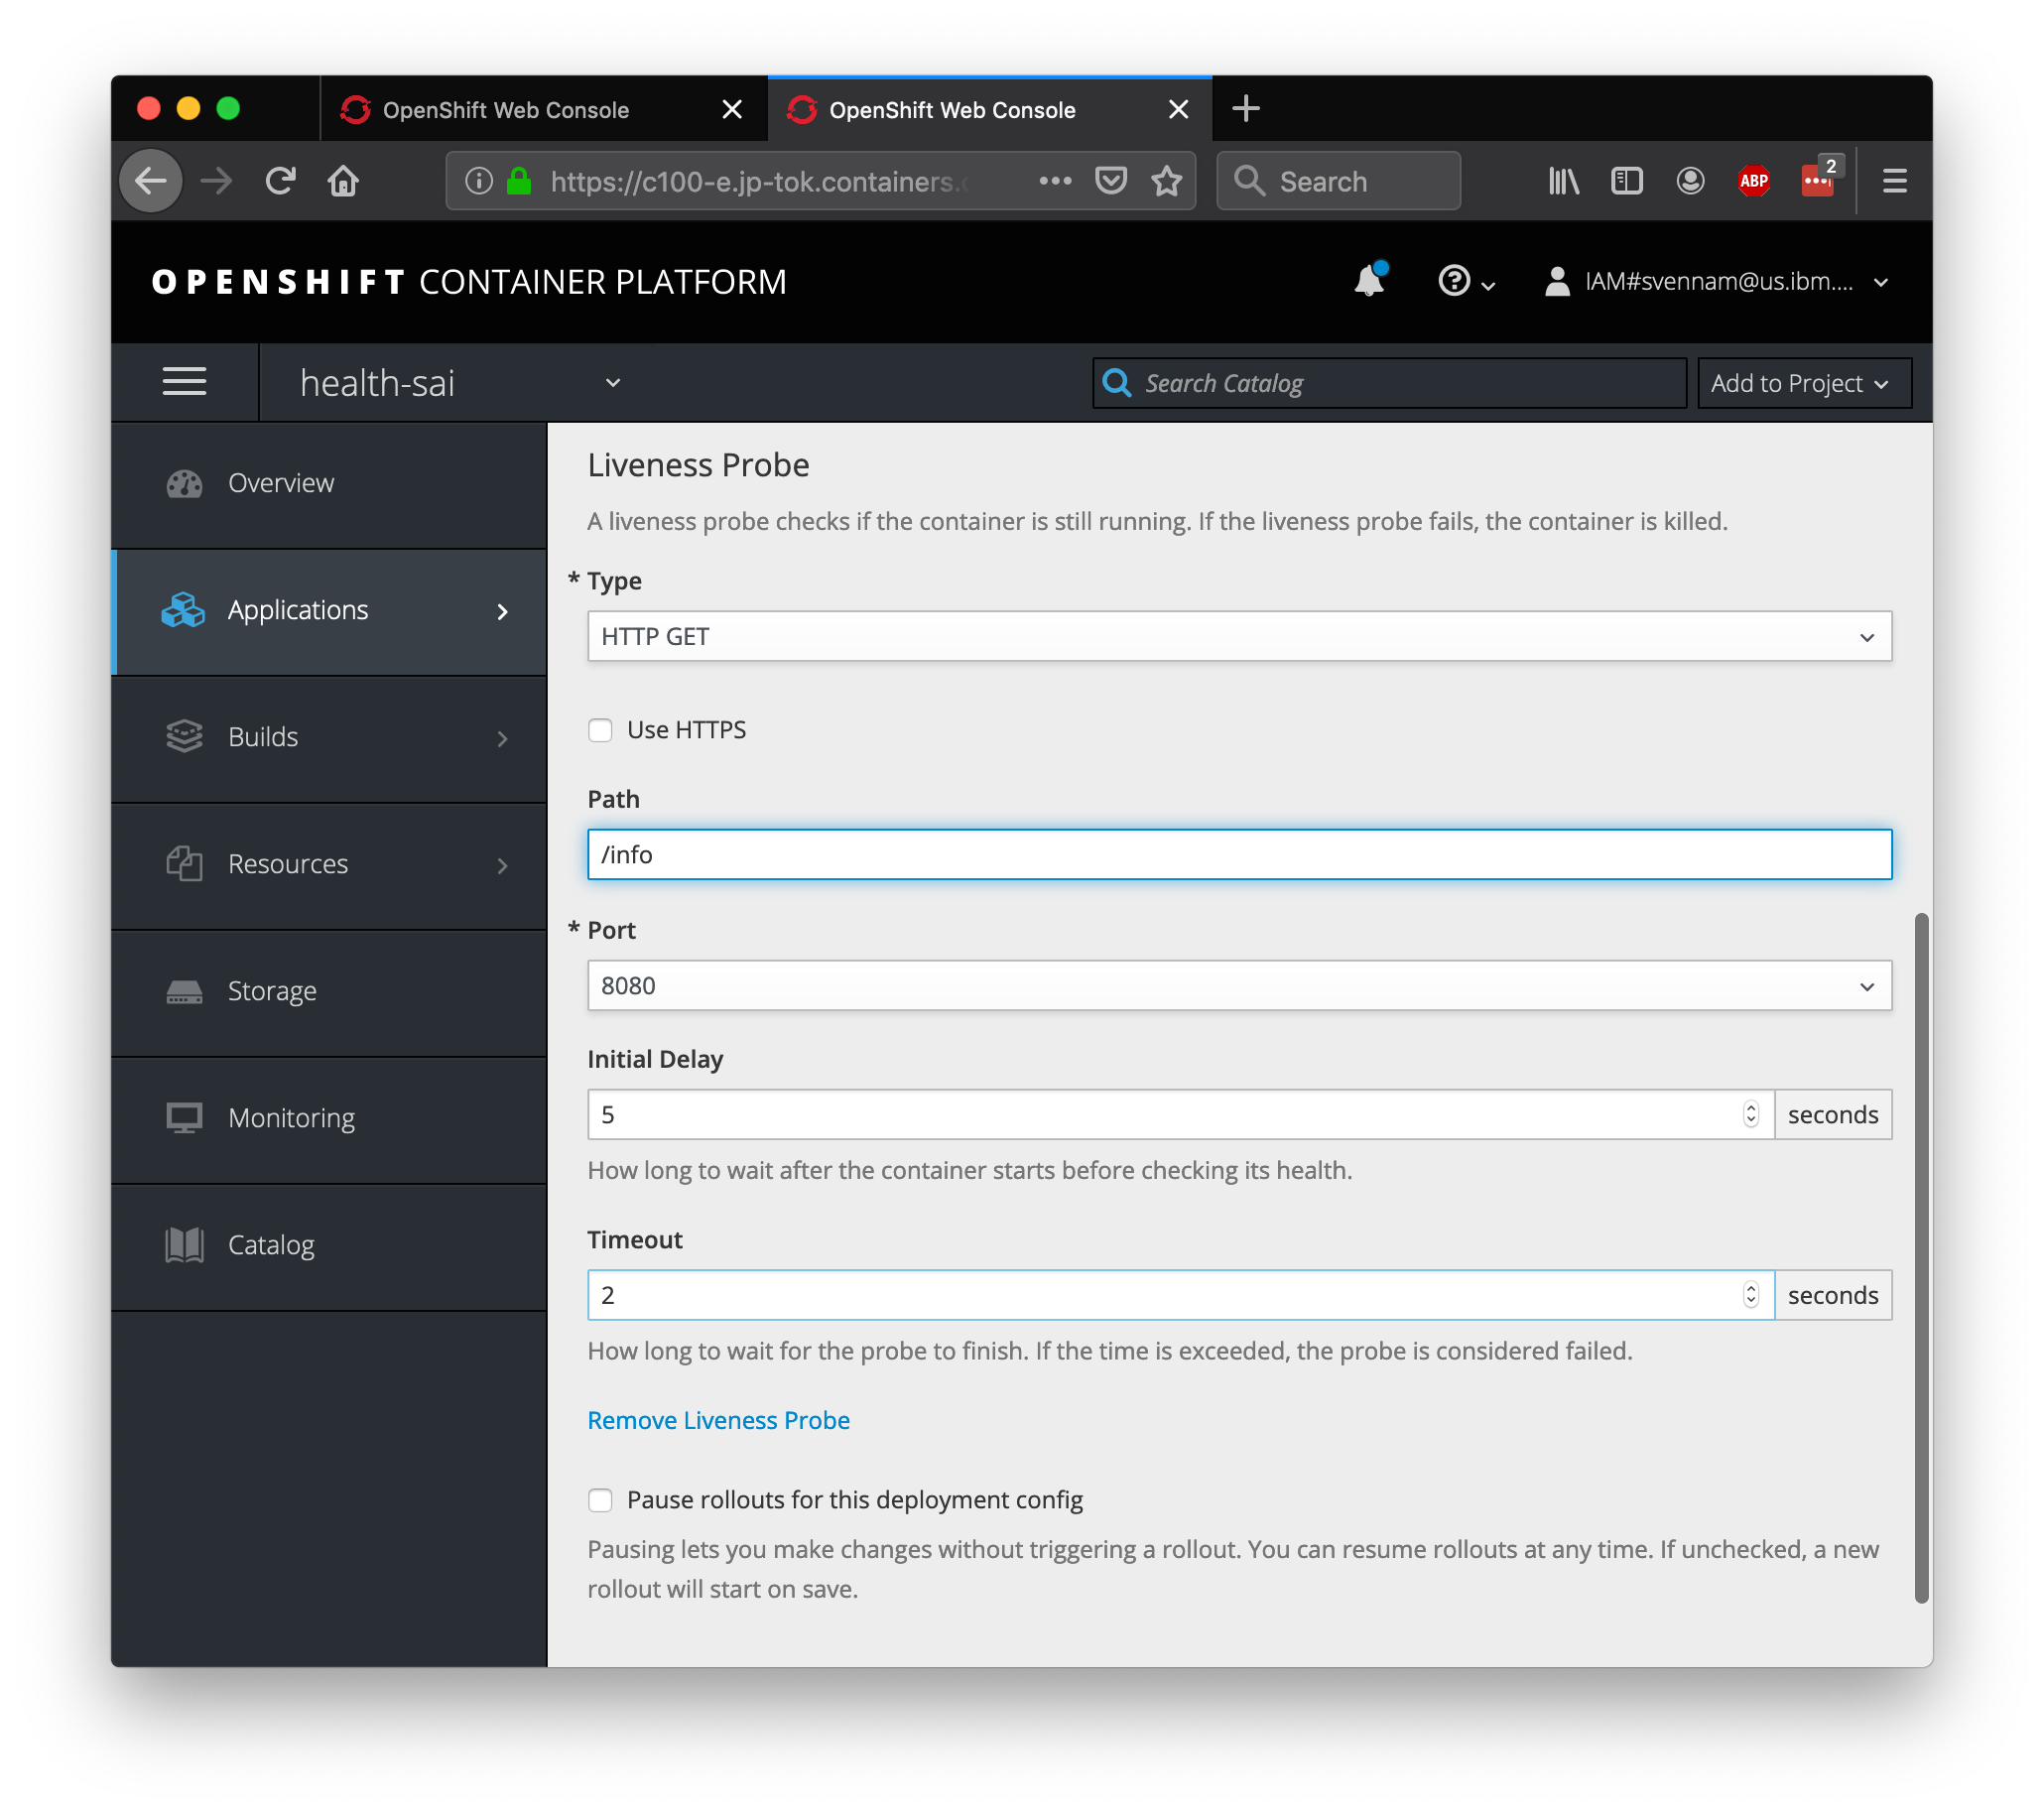 OpenShift Web Console
OpenShift Web Console
https://c100-e.jp-tok.containers.
Search
ABP
2
OPENSHIFT CONTAINER PLATFORM
IAM#svennam@us.ibm....
health-sai
Search Catalog
Add to Project
Overview
Applications
Builds
Resources
Storage
Monitoring
Catalog
Liveness Probe
A liveness probe checks if the container is still running. If the liveness probe fails, the container is killed.
* Type
HTTP GET
Use HTTPS
Path
/info
* Port
8080
Initial Delay
5 seconds
How long to wait after the container starts before checking its health.
Timeout
2 seconds
How long to wait for the probe to finish. If the time is exceeded, the probe is considered failed.
Remove Liveness Probe
Pause rollouts for this deployment config
Pausing lets you make changes without triggering a rollout. You can resume rollouts at any time. If unchecked, a new
rollout will start on save.